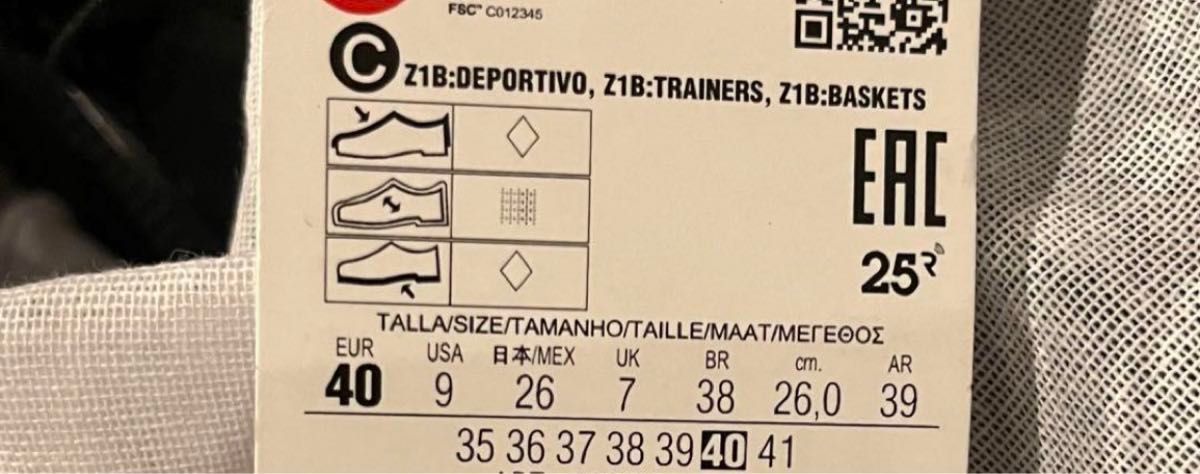 FSC™ C012345
C Z1B:DEPORTIVO, Z1B:TRAINERS, Z1B:BASKETS
EAC
25
TALLA/SIZE/TAMANHO/TAILLE/MAAT/ΜΕΓΕΘΟΣ
EUR USA 日本/MEX UK BR cm. AR
40 9 26 7 38 26,0 39
35 36 37 38 39 40 41